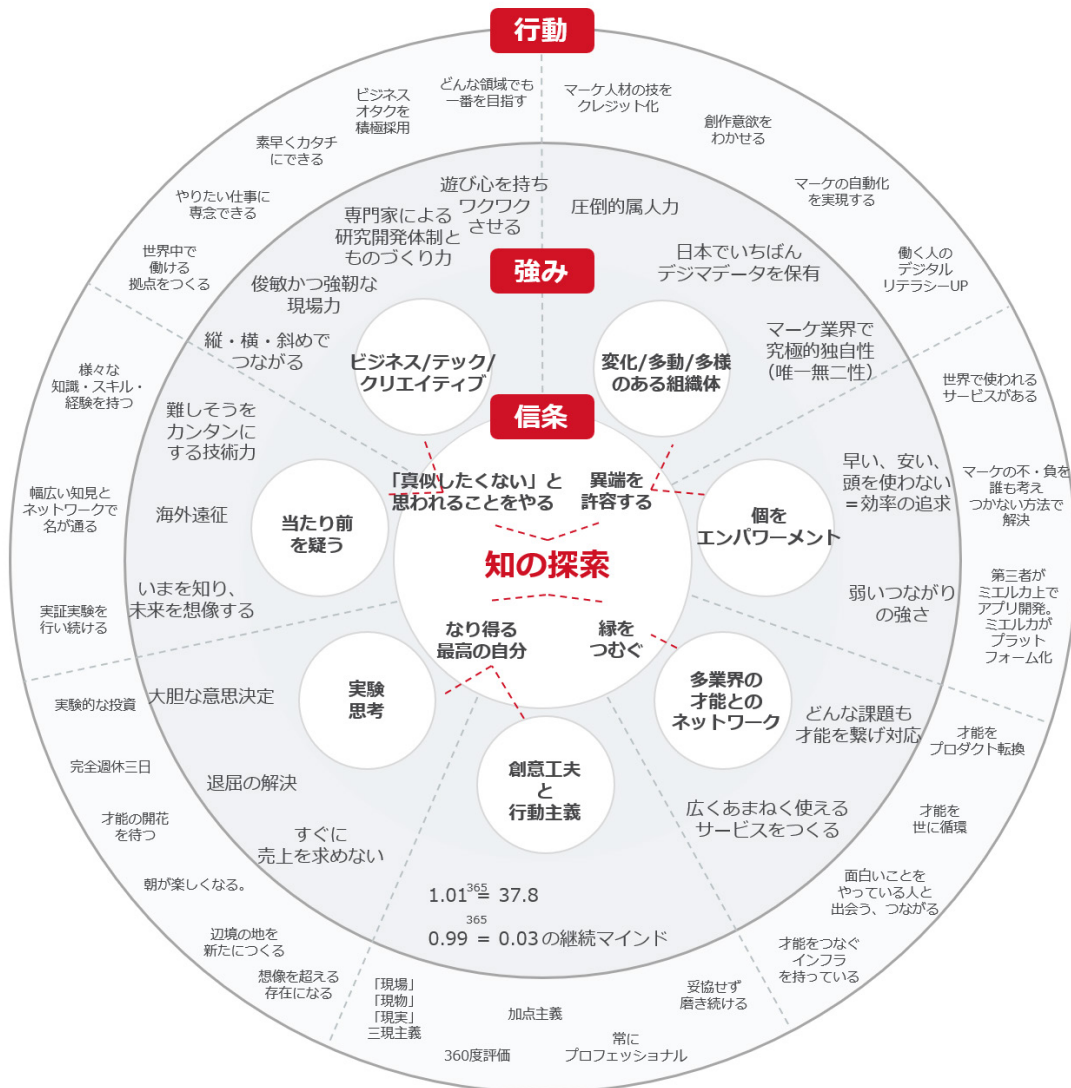 行動
どんな領域でも
一番を目指す
マーケ人材の技を
クレジット化
ビジネス
オタクを
積極採用
創作意欲を
わかせる
素早くカタチ
にできる
マーケの自動化
を実現する
やりたい仕事に
専念できる
働く人の
デジタル
リテラシーUP
世界中で
働ける
拠点をつくる
遊び心を持ち
ワクワク
させる
圧倒的属人力
専門家による
研究開発体制と
ものづくり力
日本でいちばん
デジマデータを保有
強み
俊敏かつ強靭な
現場力
縦・横・斜めで
つながる
ビジネス/テック/
クリエイティブ
変化/多動/多様
のある組織体
マーケ業界で
究極的独自性
（唯一無二性）
様々な
知識・スキル・
経験を持つ
世界で使われる
サービスがある
難しそうを
カンタンに
する技術力
信条
「真似したくない」と
思われることをやる
異端を
許容する
早い、安い、
頭を使わない
＝効率の追求
マーケの不・負を
誰も考え
つかない方法で
解決
幅広い知見と
ネットワークで
名が通る
海外遠征
当たり前
を疑う
個を
エンパワーメント
知の探索
いまを知り、
未来を想像する
弱いつながり
の強さ
第三者が
ミエルカ上で
アプリ開発。
ミエルカが
プラット
フォーム化
実証実験を
行い続ける
なり得る
最高の自分
縁を
つむぐ
実験的な投資
大胆な意思決定
実験
思考
多業界の
才能との
ネットワーク
どんな課題も
才能を繋げ対応
才能を
プロダクト転換
完全週休三日
退屈の解決
創意工夫
と
行動主義
広くあまねく使える
サービスをつくる
才能を
世に循環
才能の開花
を待つ
すぐに
売上を求めない
朝が楽しくなる。
面白いことを
やっている人と
出会う、つながる
1.01365= 37.8
0.99365= 0.03の継続マインド
辺境の地を
新たにつくる
才能をつなぐ
インフラ
を持っている
想像を超える
存在になる
「現場」
「現物」
「現実」
三現主義
加点主義
妥協せず
磨き続ける
360度評価
常に
プロフェッショナル